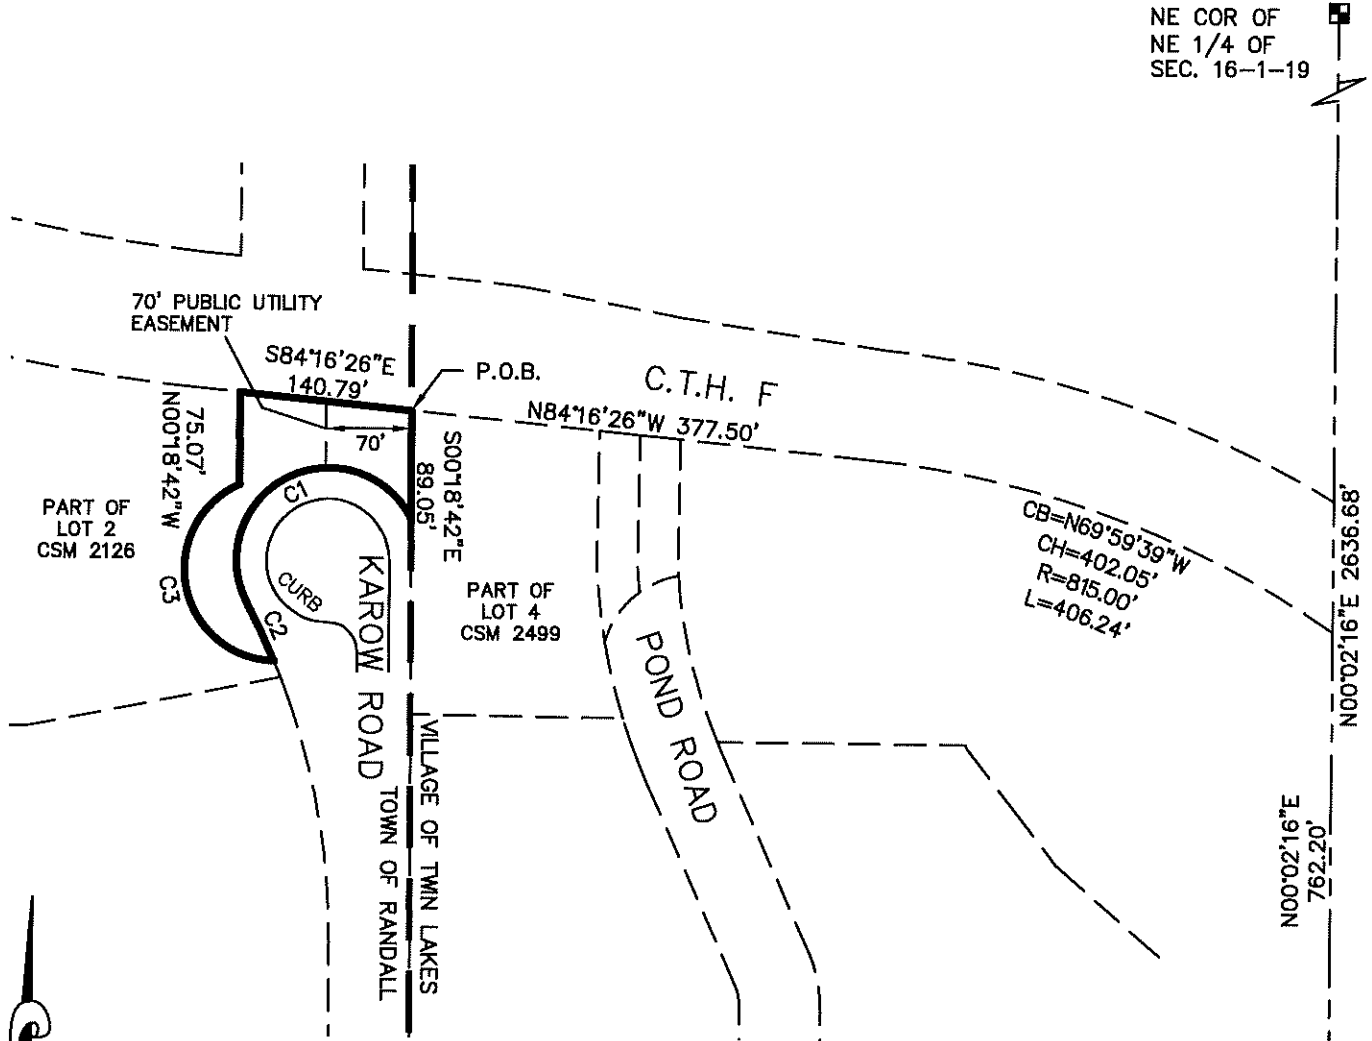 NE COR OF
NE 1/4 OF
SEC. 16-1-19
70' PUBLIC UTILITY
EASEMENT
S84°16'26"E
140.79'
P.O.B.
C.T.H. F
N84°16'26"W 377.50'
70'
75.07'
N00°18'42"W
S00°18'42"E
89.05'
C1
C2
C3
CURB
KAROW ROAD
PART OF
LOT 2
CSM 2126
PART OF
LOT 4
CSM 2499
POND ROAD
CB=N69°59'39"W
CH=402.05'
R=815.00'
L=406.24'
N00°02'16"E 2636.68'
N00°02'16"E
762.20'
VILLAGE OF TWIN LAKES
TOWN OF RANDALL